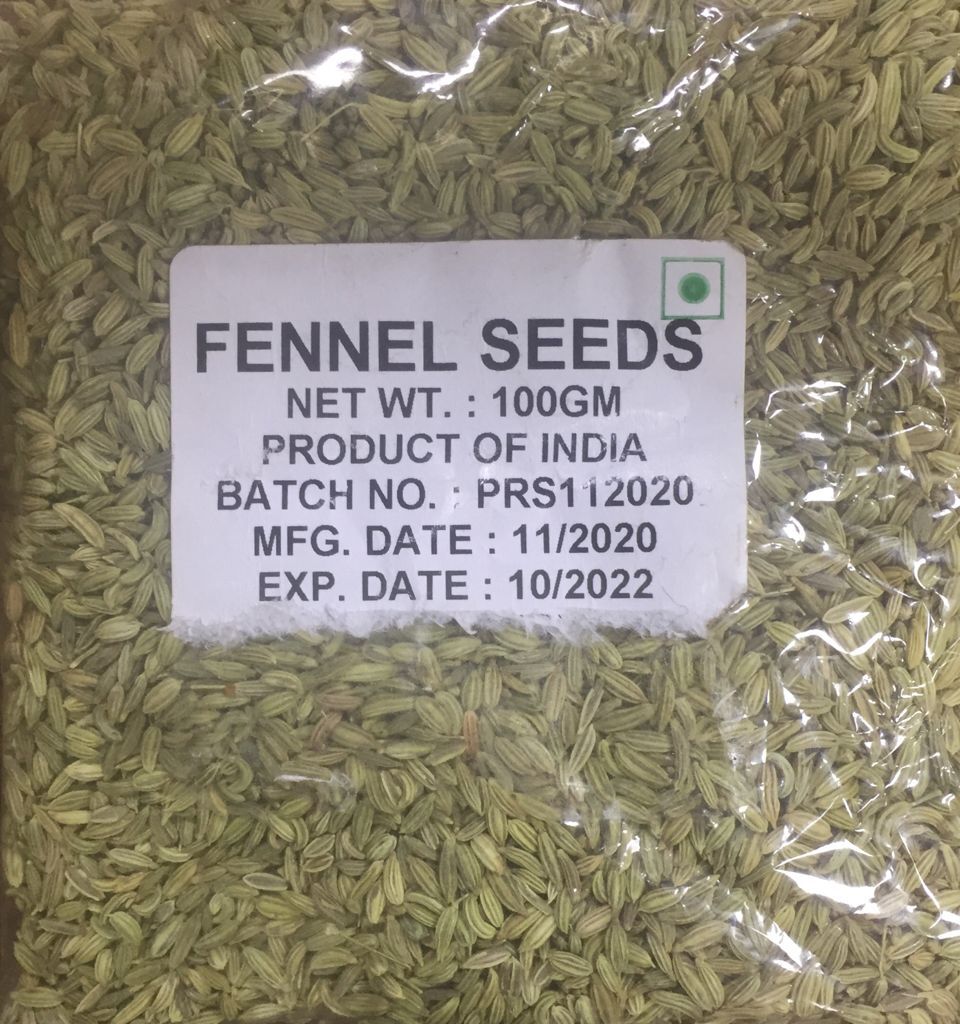 FENNEL SEEDS
NET WT. : 100GM
PRODUCT OF INDIA
BATCH NO. : PRS112020
MFG. DATE : 11/2020
EXP. DATE : 10/2022